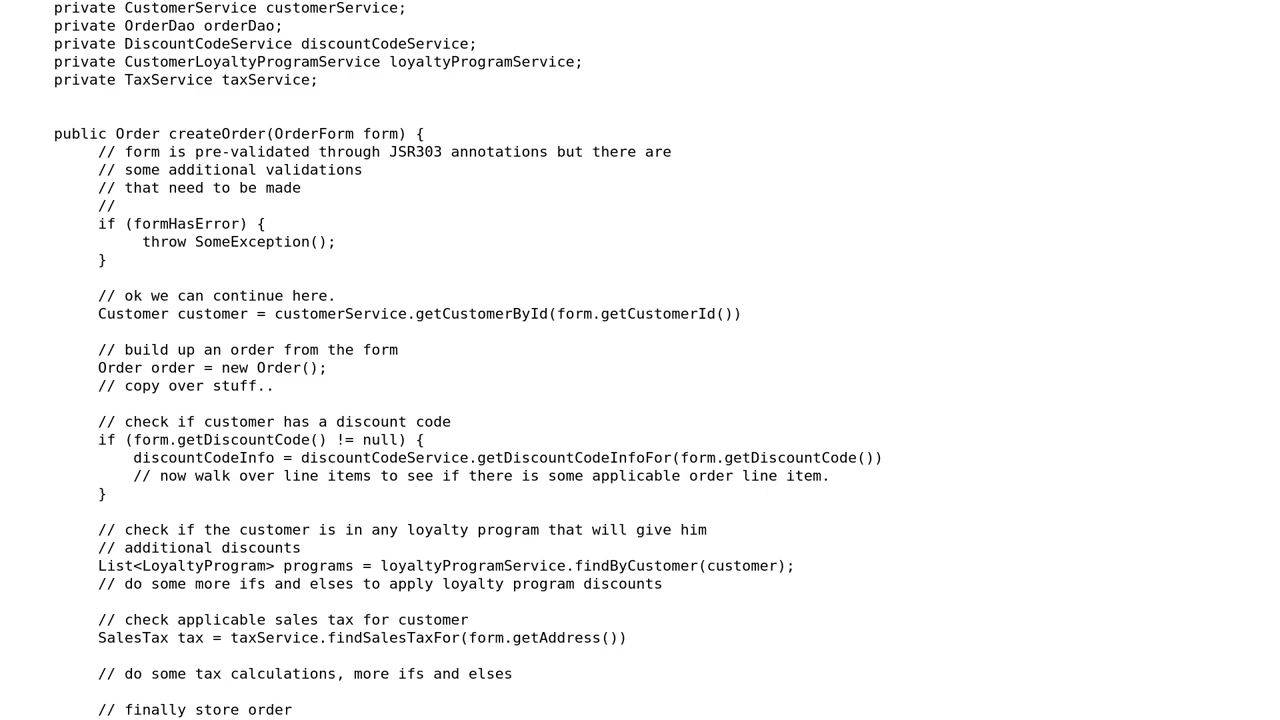 private CustomerService customerService;
private OrderDao orderDao;
private DiscountCodeService discountCodeService;
private CustomerLoyaltyProgramService loyaltyProgramService;
private TaxService taxService;
public Order createOrder(OrderForm form) {
// form is pre-validated through JSR303 annotations but there are
// some additional validations
// that need to be made
//
if (formHasError) {
throw SomeException();
}
// ok we can continue here.
Customer customer = customerService.getCustomerById(form.getCustomerId())
// build up an order from the form
Order order = new Order();
// copy over stuff..
// check if customer has a discount code
if (form.getDiscountCode() != null) {
discountCodeInfo = discountCodeService.getDiscountCodeInfoFor(form.getDiscountCode())
// now walk over line items to see if there is some applicable order line item.
}
// check if the customer is in any loyalty program that will give him
// additional discounts
List<LoyaltyProgram> programs = loyaltyProgramService.findByCustomer(customer);
// do some more ifs and elses to apply loyalty program discounts
// check applicable sales tax for customer
SalesTax tax = taxService.findSalesTaxFor(form.getAddress())
// do some tax calculations, more ifs and elses
// finally store order